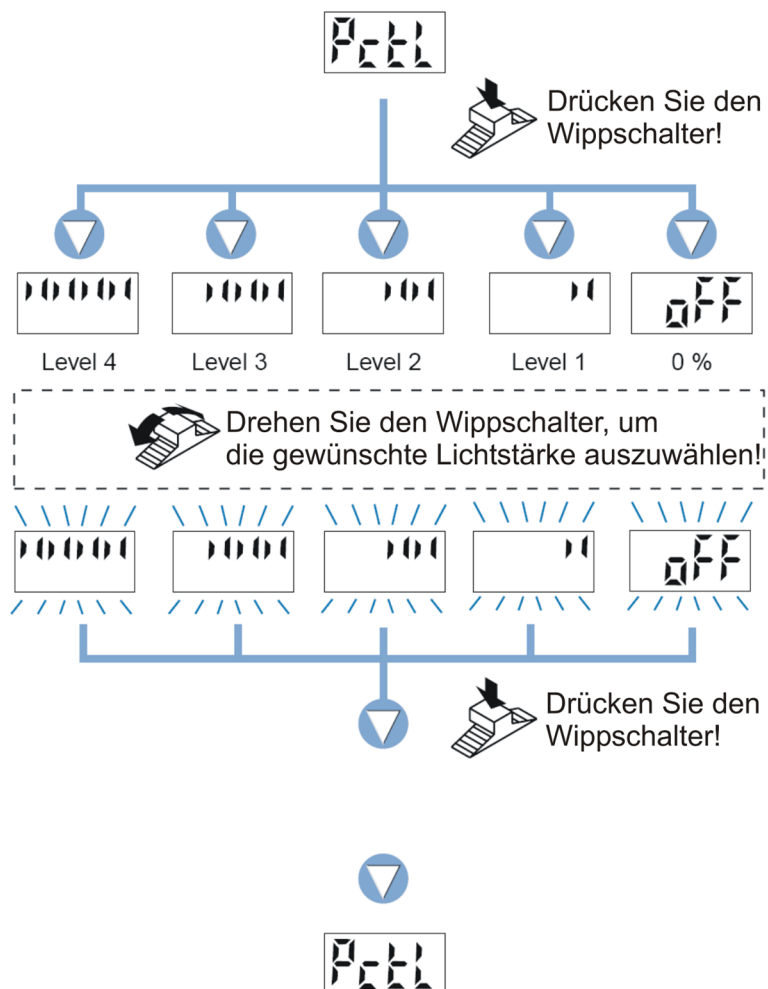 PctL
Drücken Sie den
Wippschalter!
oFF
Level 4 Level 3 Level 2 Level 1 0 %
Drehen Sie den Wippschalter, um
die gewünschte Lichtstärke auszuwählen!
oFF
Drücken Sie den
Wippschalter!
PctL